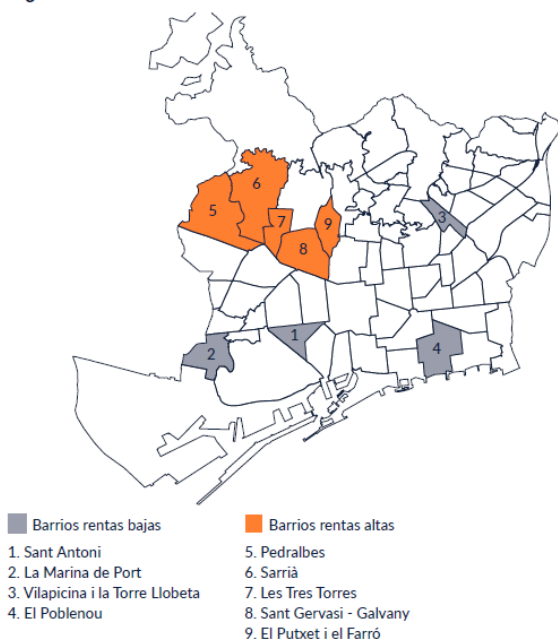 6
5
7
9
3
8
1
2
4
Barrios rentas bajas
1. Sant Antoni
2. La Marina de Port
3. Vilapicina i la Torre Llobeta
4. El Poblenou
Barrios rentas altas
5. Pedralbes
6. Sarrià
7. Les Tres Torres
8. Sant Gervasi - Galvany
9. El Putxet i el Farró